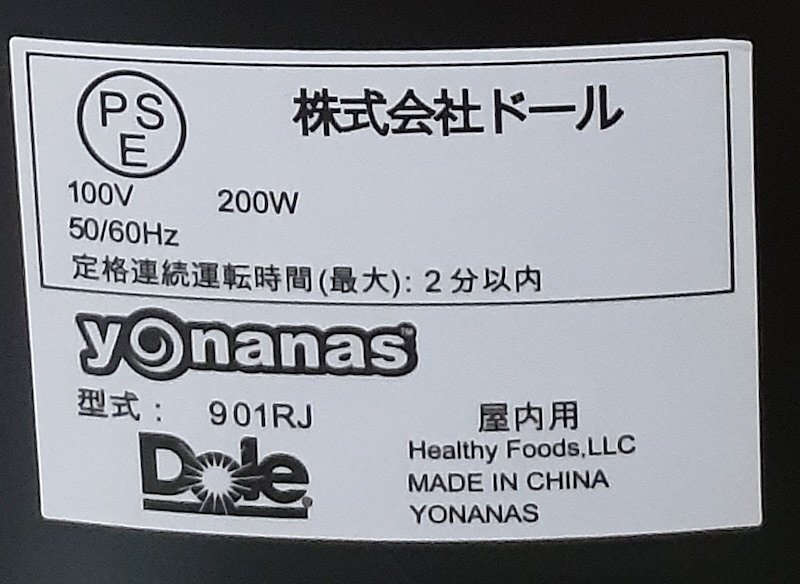 PS
E
株式会社ドール
100V 200W
50/60Hz
定格連続運転時間(最大): 2分以内
yonanas™
型式: 901RJ
屋内用
Dole®
Healthy Foods,LLC
MADE IN CHINA
YONANAS